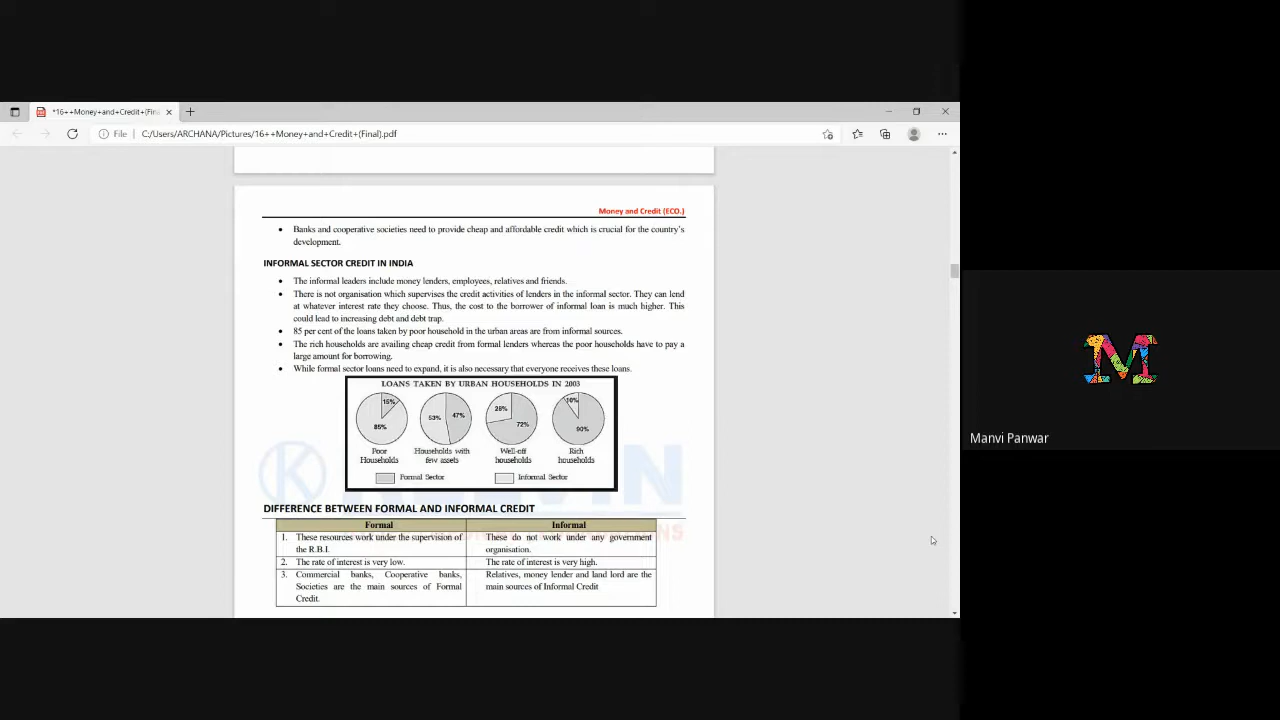 *16++Money+and+Credit+(Fin
File
C:/Users/ARCHANA/Pictures/16++Money+and+Credit+(Final).pdf
Money and Credit (ECO.)
• Banks and cooperative societies need to provide cheap and affordable credit which is crucial for the country's
development.
INFORMAL SECTOR CREDIT IN INDIA
• The informal leaders include money lenders, employees, relatives and friends.
• There is not organisation which supervises the credit activities of lenders in the informal sector. They can lend
at whatever interest rate they choose. Thus, the cost to the borrower of informal loan is much higher. This
could lead to increasing debt and debt trap.
• 85 per cent of the loans taken by poor household in the urban areas are from informal sources.
• The rich households are availing cheap credit from formal lenders whereas the poor households have to pay a
large amount for borrowing.
• While formal sector loans need to expand, it is also necessary that everyone receives these loans.
LOANS TAKEN BY URBAN HOUSEHOLDS IN 2003
15%
85%
53%
47%
28%
72%
10%
90%
Poor
Households
Households with
few assets
Well-off
households
Rich
households
Formal Sector
Informal Sector
DIFFERENCE BETWEEN FORMAL AND INFORMAL CREDIT
Formal
Informal
1. These resources work under the supervision of
the R.B.I.
These do not work under any government
organisation.
2. The rate of interest is very low.
The rate of interest is very high.
3. Commercial banks, Cooperative banks,
Societies are the main sources of Formal
Credit.
Relatives, money lender and land lord are the
main sources of Informal Credit
M
Manvi Panwar